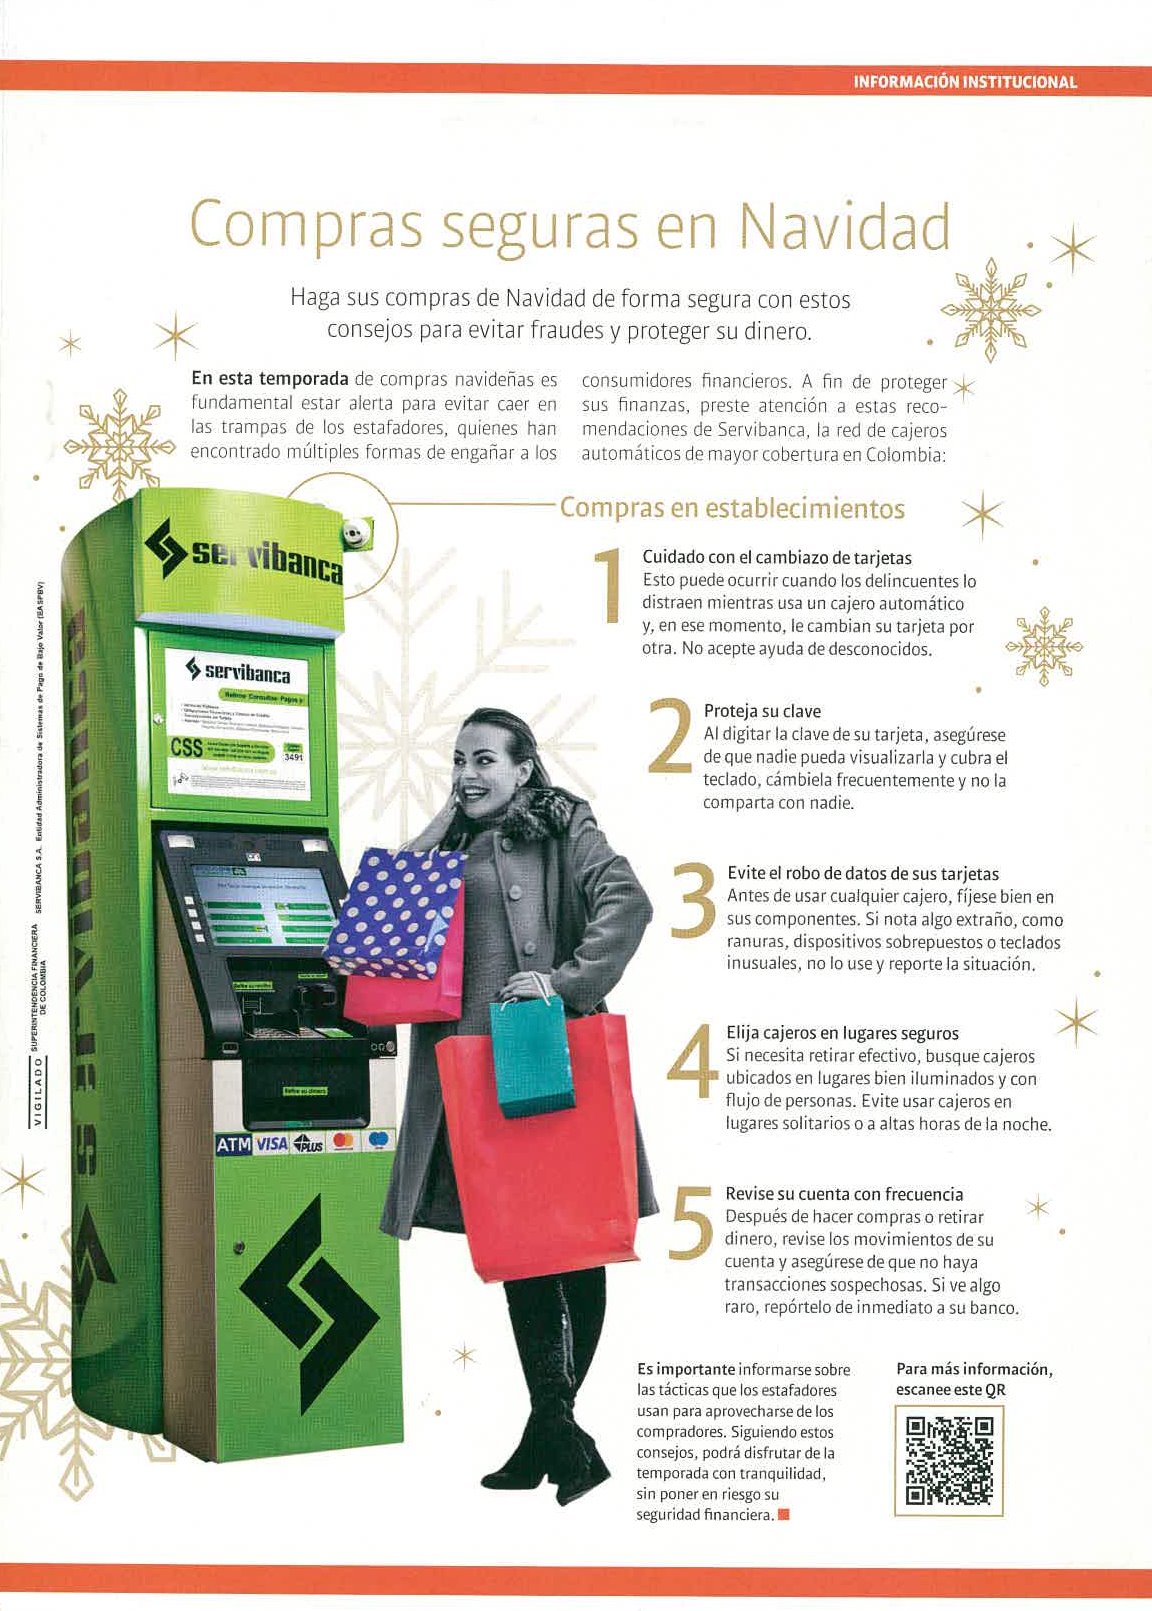 INFORMACIÓN INSTITUCIONAL
Compras seguras en Navidad
Haga sus compras de Navidad de forma segura con estos
consejos para evitar fraudes y proteger su dinero.
En esta temporada de compras navideñas es
fundamental estar alerta para evitar caer en
las trampas de los estafadores, quienes han
encontrado múltiples formas de engañar a los
consumidores financieros. A fin de proteger
sus finanzas, preste atención a estas reco-
mendaciones de Servibanca, la red de cajeros
automáticos de mayor cobertura en Colombia:
Compras en establecimientos
1
Cuidado con el cambiazo de tarjetas
Esto puede ocurrir cuando los delincuentes lo
distraen mientras usa un cajero automático
y, en ese momento, le cambian su tarjeta por
otra. No acepte ayuda de desconocidos.
2
Proteja su clave
Al digitar la clave de su tarjeta, asegúrese
de que nadie pueda visualizarla y cubra el
teclado, cámbiela frecuentemente y no la
comparta con nadie.
3
Evite el robo de datos de sus tarjetas
Antes de usar cualquier cajero, fíjese bien en
sus componentes. Si nota algo extraño, como
ranuras, dispositivos sobrepuestos o teclados
inusuales, no lo use y reporte la situación.
4
Elija cajeros en lugares seguros
Si necesita retirar efectivo, busque cajeros
ubicados en lugares bien iluminados y con
flujo de personas. Evite usar cajeros en
lugares solitarios o a altas horas de la noche.
5
Revise su cuenta con frecuencia
Después de hacer compras o retirar
dinero, revise los movimientos de su
cuenta y asegúrese de que no haya
transacciones sospechosas. Si ve algo
raro, repórtelo de inmediato a su banco.
Es importante informarse sobre
las tácticas que los estafadores
usan para aprovecharse de los
compradores. Siguiendo estos
consejos, podrá disfrutar de la
temporada con tranquilidad,
sin poner en riesgo su
seguridad financiera.
Para más información,
escanee este QR
servibanca
servibanca
Retiros Consultas Pagos y
CSS
3491
Retire su dinero
ATM VISA PLUS
SERVIBANCA
VIGILADO SUPERINTENDENCIA FINANCIERA
DE COLOMBIA
SERVIBANCA S.A. Entidad Administradora de Sistemas de Pago de Bajo Valor (EASPBV)